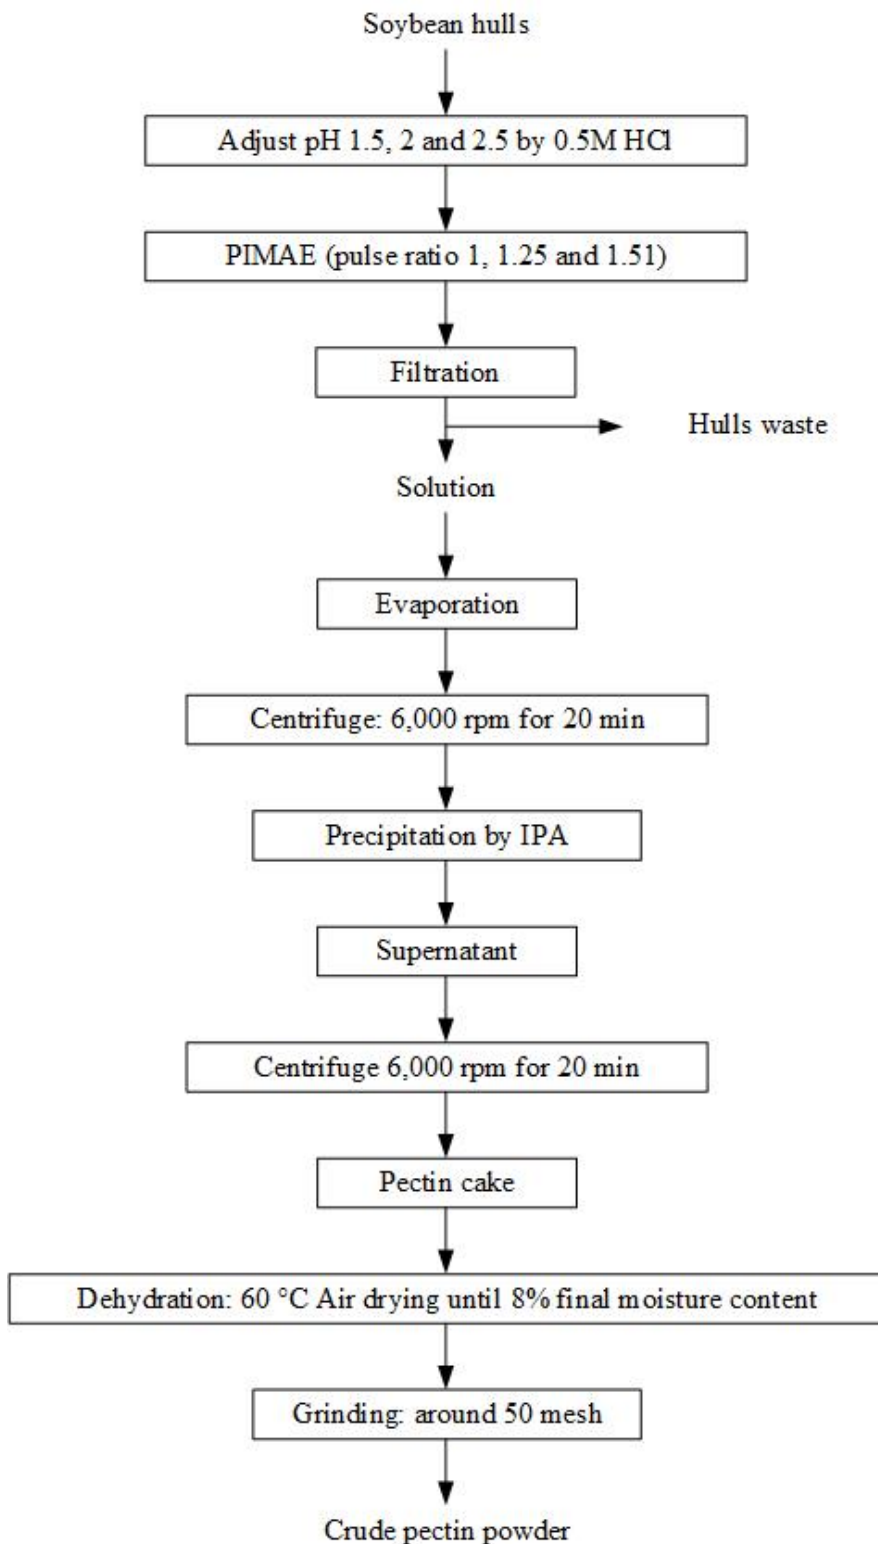 Soybean hulls
Adjust pH 1.5, 2 and 2.5 by 0.5M HCl
PIMAE (pulse ratio 1, 1.25 and 1.51)
Filtration
Hulls waste
Solution
Evaporation
Centrifuge: 6,000 rpm for 20 min
Precipitation by IPA
Supernatant
Centrifuge 6,000 rpm for 20 min
Pectin cake
Dehydration: 60 °C Air drying until 8% final moisture content
Grinding: around 50 mesh
Crude pectin powder